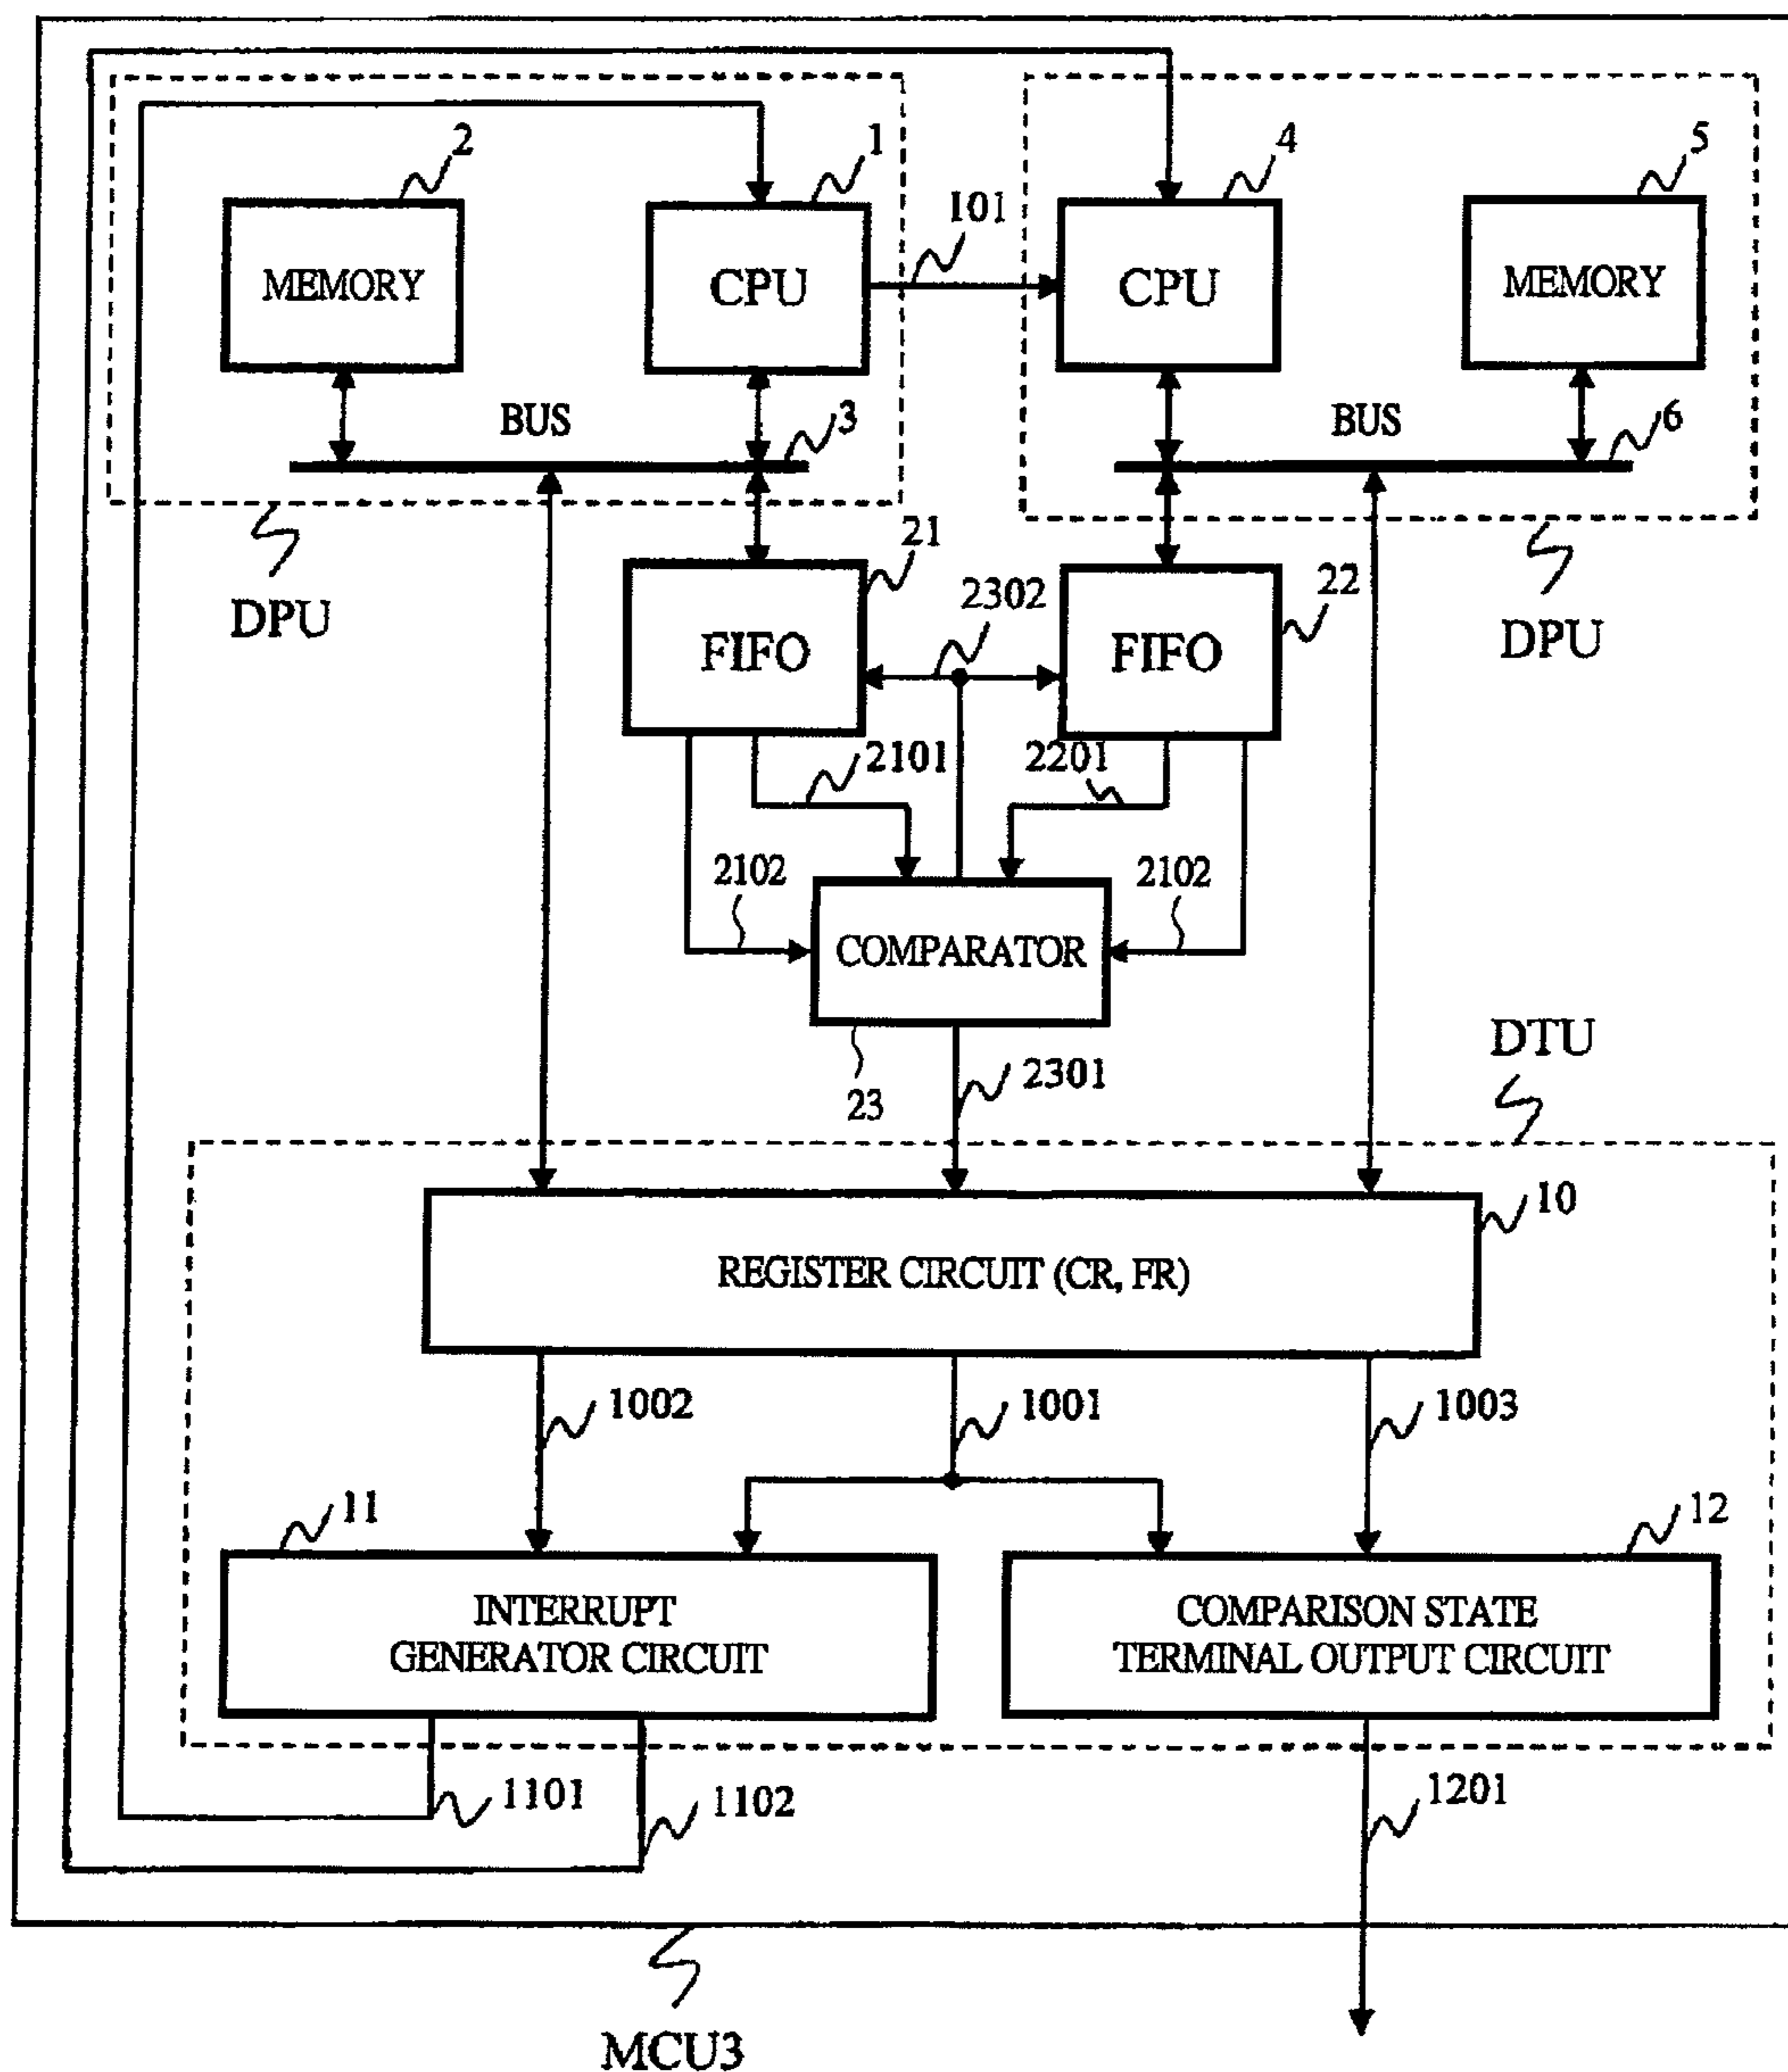 2
1
4
5
101
MEMORY
CPU
CPU
MEMORY
BUS
3
BUS
6
21
2302
22
DPU
FIFO
FIFO
DPU
2101
2201
2102
2102
COMPARATOR
DTU
23
2301
10
REGISTER CIRCUIT (CR, FR)
1002
1001
1003
11
12
INTERRUPT
GENERATOR CIRCUIT
COMPARISON STATE
TERMINAL OUTPUT CIRCUIT
1101
1102
1201
MCU3